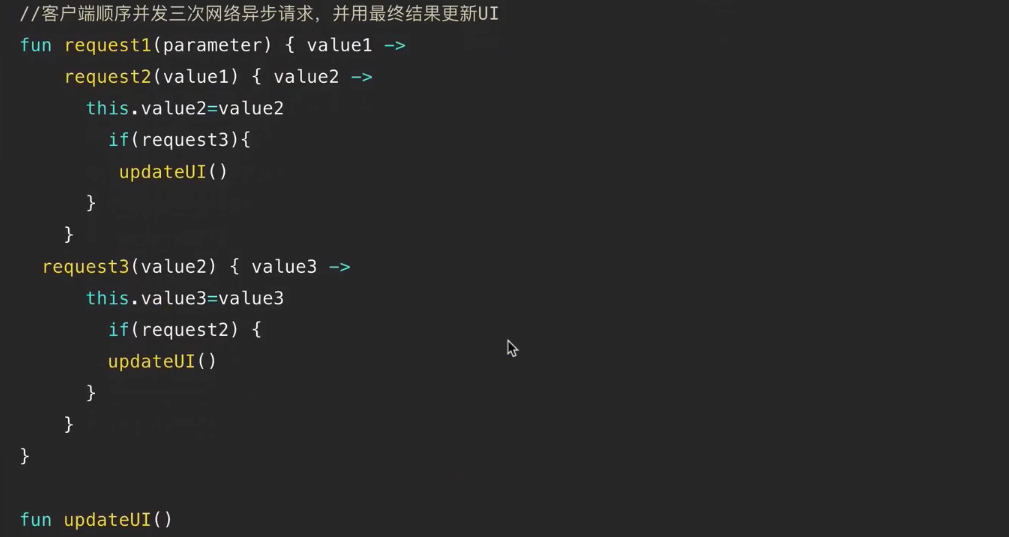 //客户端顺序并发三次网络异步请求，并用最终结果更新UI
fun request1(parameter) { value1 ->
    request2(value1) { value2 ->
      this.value2=value2
        if(request3){
         updateUI()
      }
    }
  request3(value2) { value3 ->
      this.value3=value3
        if(request2) {
        updateUI()
      }
    }
}
fun updateUI()